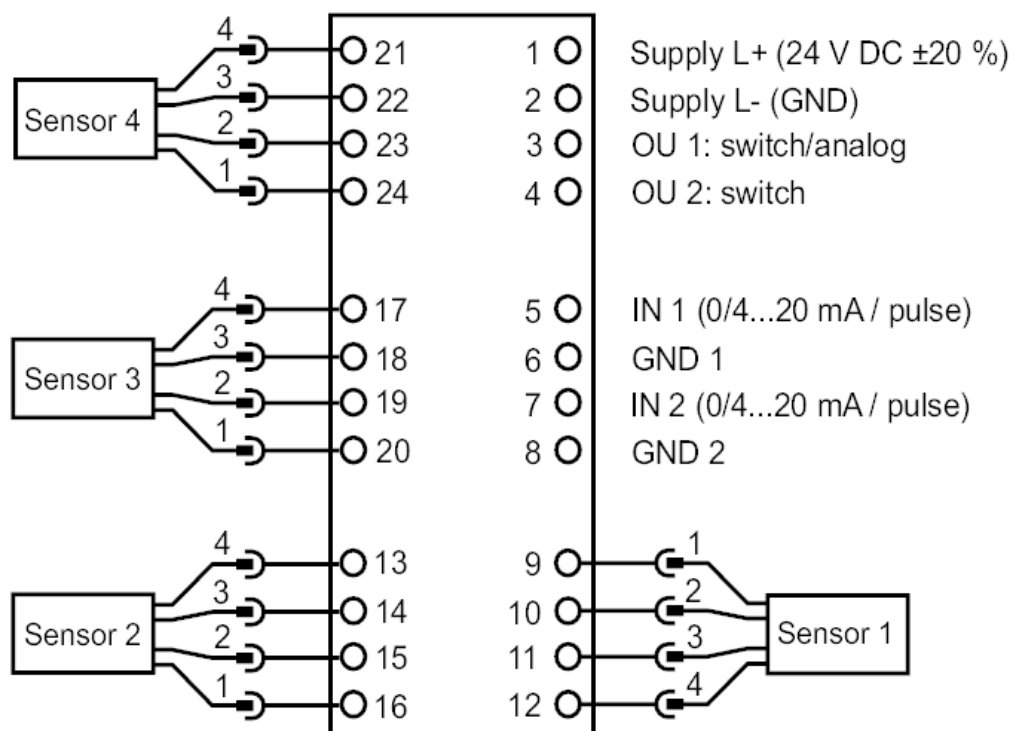 4 21 1 Supply L+ (24 V DC ±20 %)
3 22 2 Supply L- (GND)
Sensor 4
2 23 3 OU 1: switch/analog
1 24 4 OU 2: switch
4 17 5 IN 1 (0/4...20 mA / pulse)
3 18 6 GND 1
Sensor 3
2 19 7 IN 2 (0/4...20 mA / pulse)
1 20 8 GND 2
4 13 9 1
3 14 10 2
Sensor 2 Sensor 1
2 15 11 3
1 16 12 4